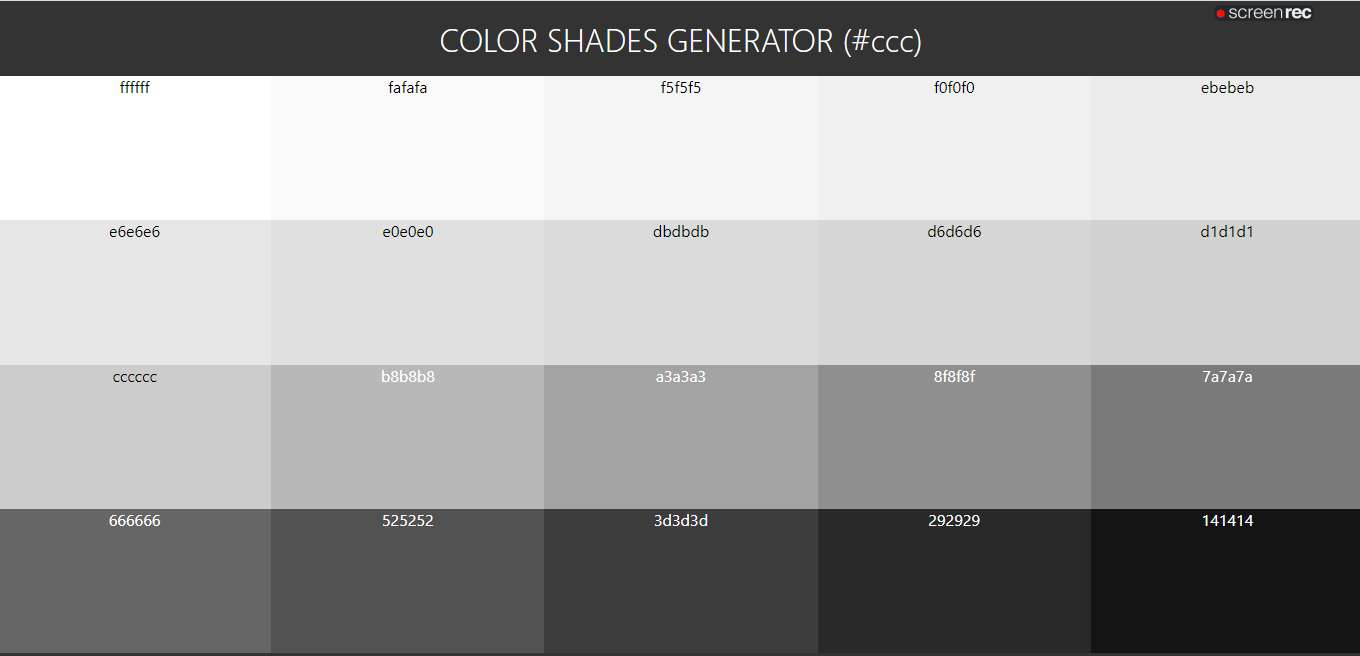 screenrec
COLOR SHADES GENERATOR (#ccc)
ffffff fafafa f5f5f5 f0f0f0 ebebeb
e6e6e6 e0e0e0 dbdbdb d6d6d6 d1d1d1
cccccc b8b8b8 a3a3a3 8f8f8f 7a7a7a
666666 525252 3d3d3d 292929 141414